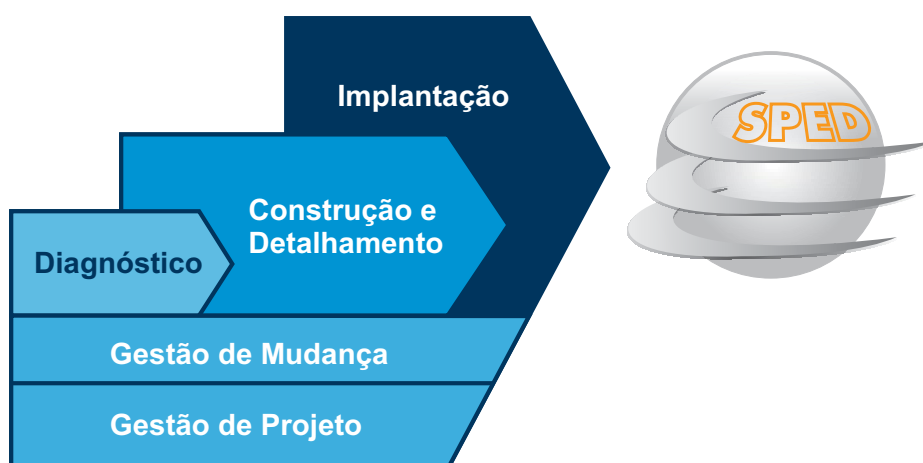 Implantação
SPED
Construção e
Detalhamento
Diagnóstico
Gestão de Mudança
Gestão de Projeto